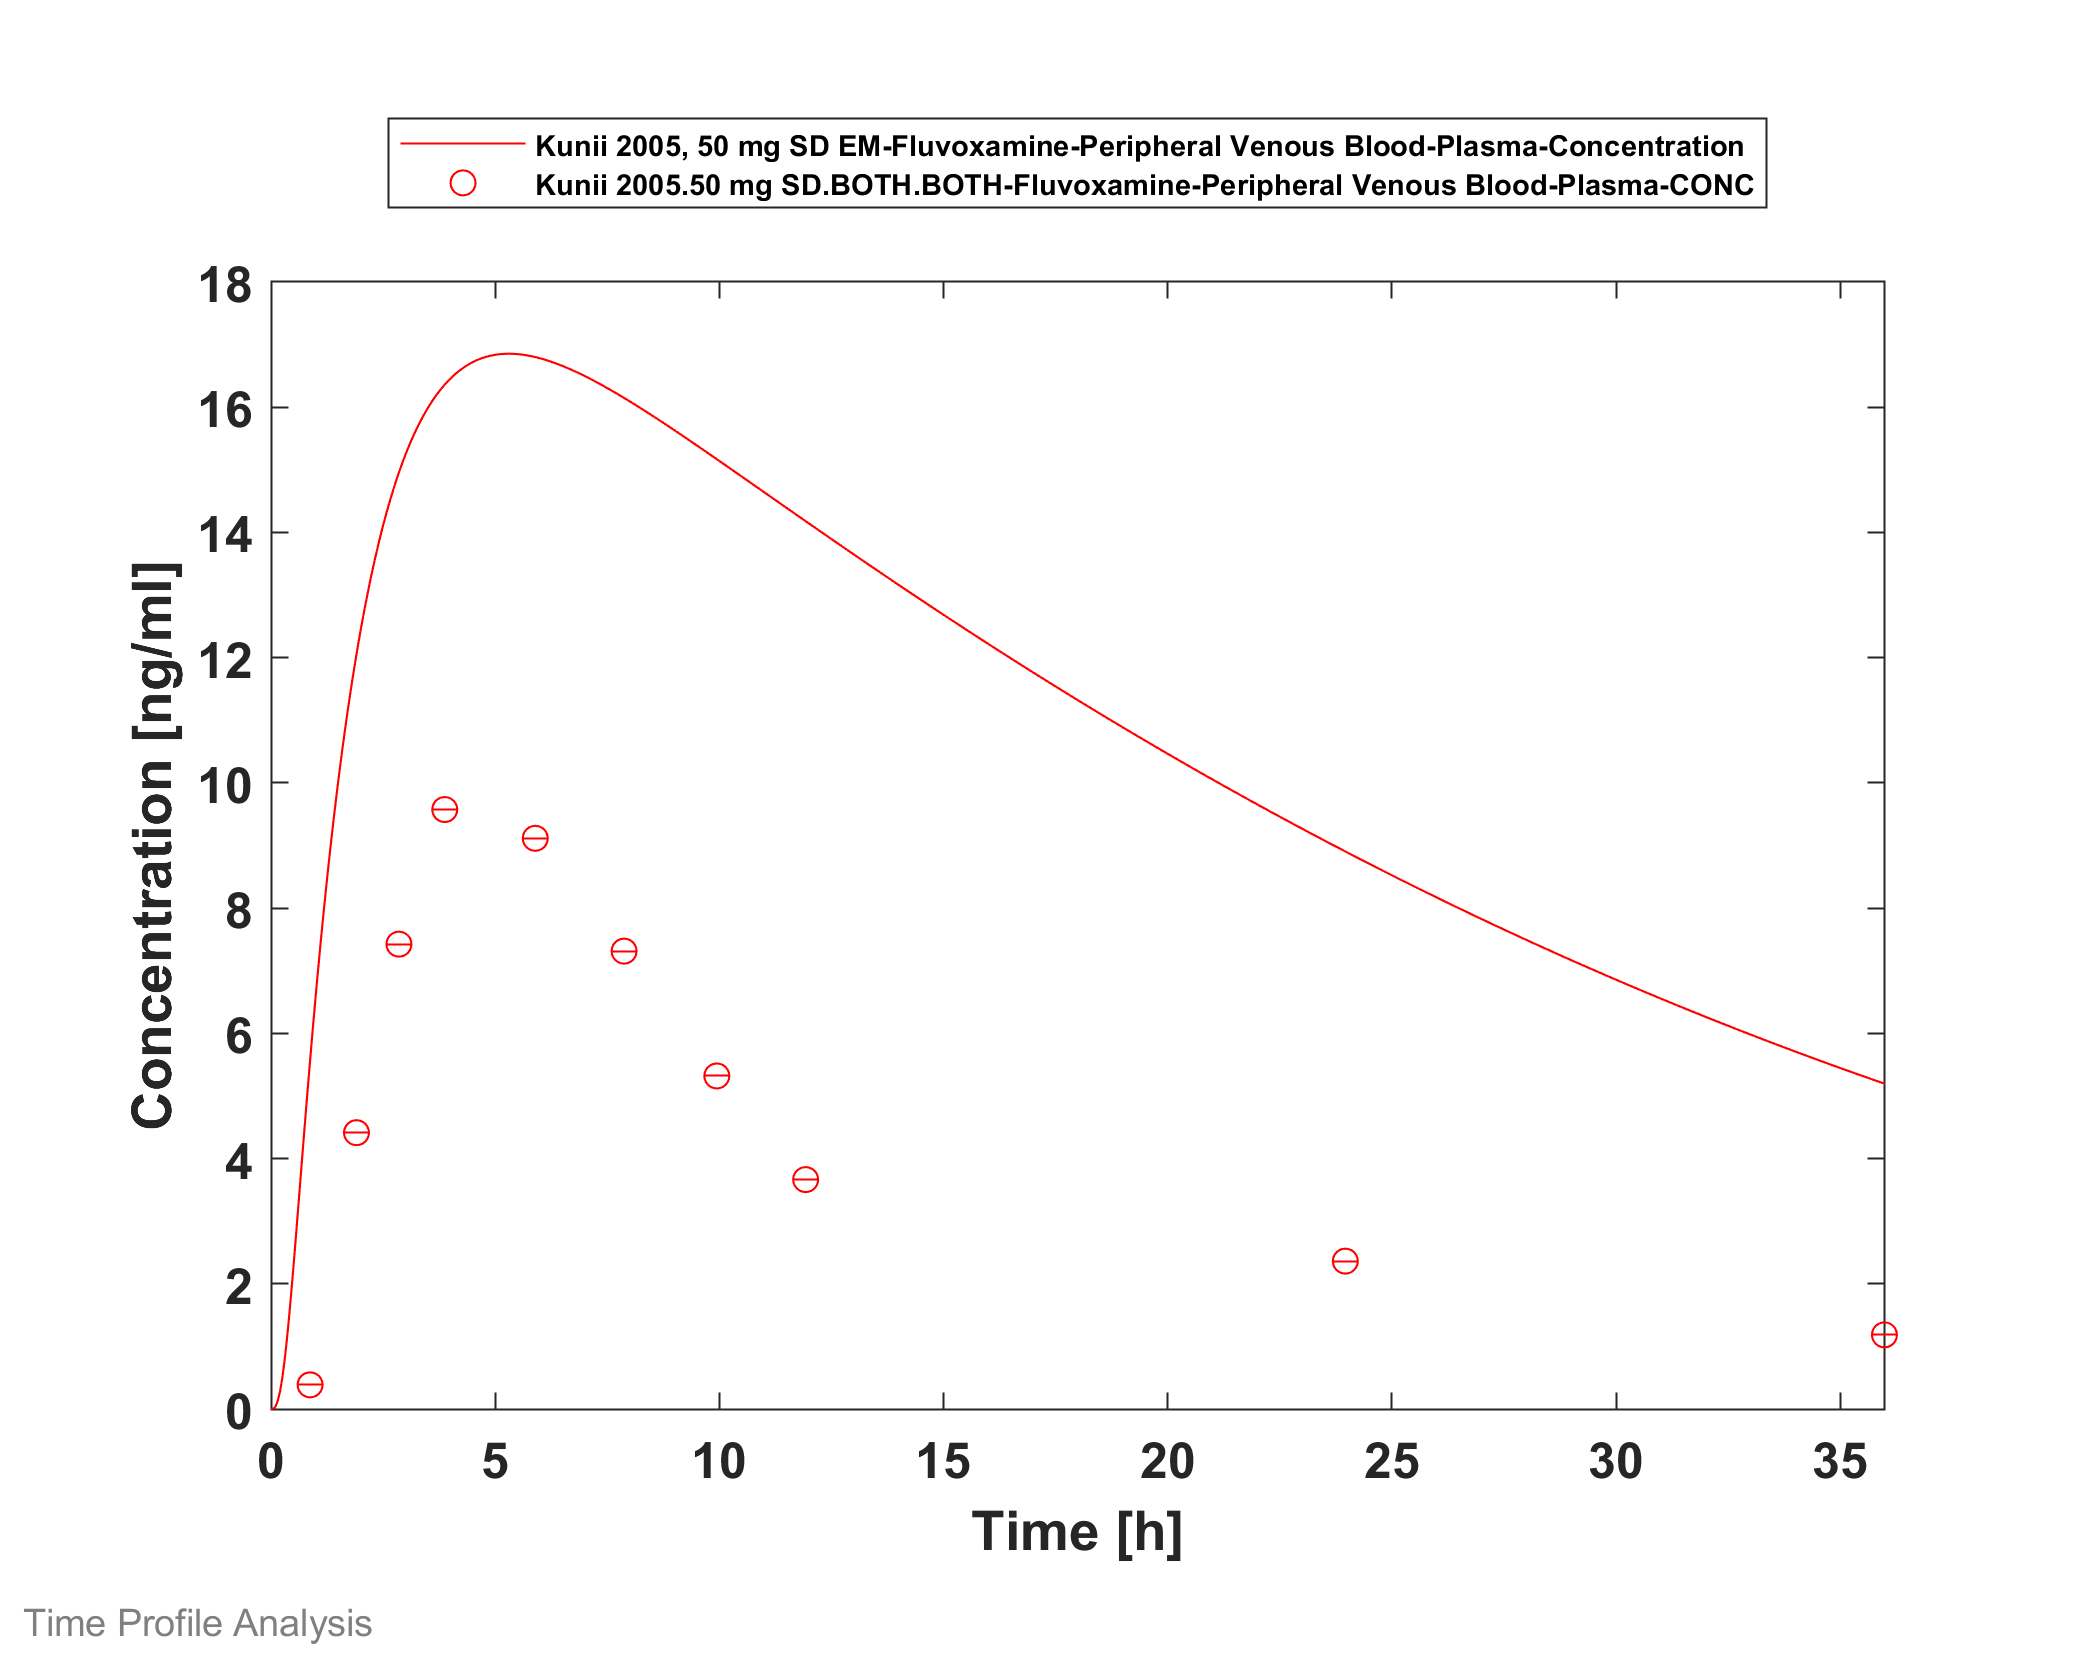 Kunii 2005, 50 mg SD EM-Fluvoxamine-Peripheral Venous Blood-Plasma-Concentration
Kunii 2005.50 mg SD.BOTH.BOTH-Fluvoxamine-Peripheral Venous Blood-Plasma-CONC
18
16
14
12
10
8
6
4
2
0
Concentration [ng/ml]
0 5 10 15 20 25 30 35
Time [h]
Time Profile Analysis